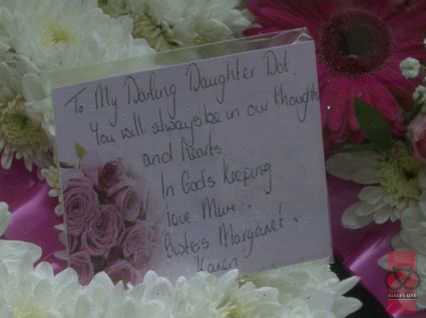 To My Darling Daughter Dot,
You will always be in our thoughts
and hearts
In Gods Keeping
love Mum.
Sisters Margaret.
Karen